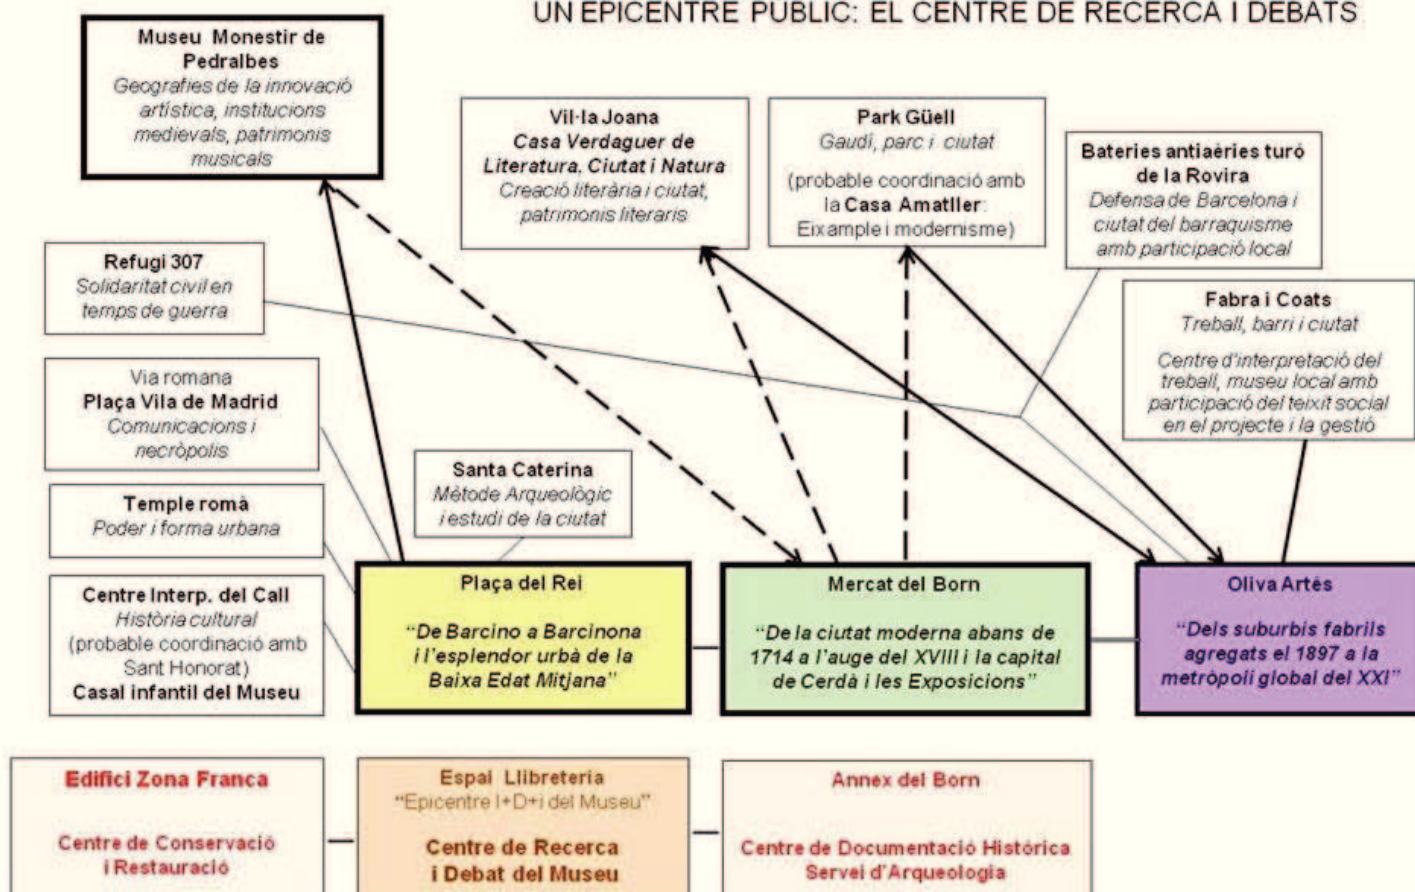 UN EPICENTRE PÚBLIC: EL CENTRE DE RECERCA I DEBATS
Museu Monestir de
Pedralbes
Geografies de la innovació
artística, institucions
medievals, patrimonis
musicals
Vil·la Joana
Casa Verdaguer de
Literatura, Ciutat i Natura
Creació literària i ciutat,
patrimonis literaris
Park Güell
Gaudí, parc i ciutat
(probable coordinació amb
la Casa Amatller:
Eixample i modernisme)
Bateries antiaèries turó
de la Rovira
Defensa de Barcelona i
ciutat del barraquisme
amb participació local
Refugi 307
Solidaritat civil en
temps de guerra
Fabra i Coats
Treball, barri i ciutat
Centre d'interpretació del
treball, museu local amb
participació del teixit social
en el projecte i la gestió
Via romana
Plaça Vila de Madrid
Comunicacions i
necròpolis
Santa Caterina
Mètode Arqueològic
i estudi de la ciutat
Temple romà
Poder i forma urbana
Centre Interp. del Call
Història cultural
(probable coordinació amb
Sant Honorat)
Casal infantil del Museu
Plaça del Rei
"De Barcino a Barcinona
i l'esplendor urbà de la
Baixa Edat Mitjana"
Mercat del Born
"De la ciutat moderna abans de
1714 a l'auge del XVIII i la capital
de Cerdà i les Exposicions"
Oliva Artés
"Dels suburbis fabrils
agregats el 1897 a la
metròpoli global del XXI"
Edifici Zona Franca
Centre de Conservació
i Restauració
Espai Llibreteria
"Epicentre I+D+i del Museu"
Centre de Recerca
i Debat del Museu
Annex del Born
Centre de Documentació Històrica
Servei d'Arqueologia